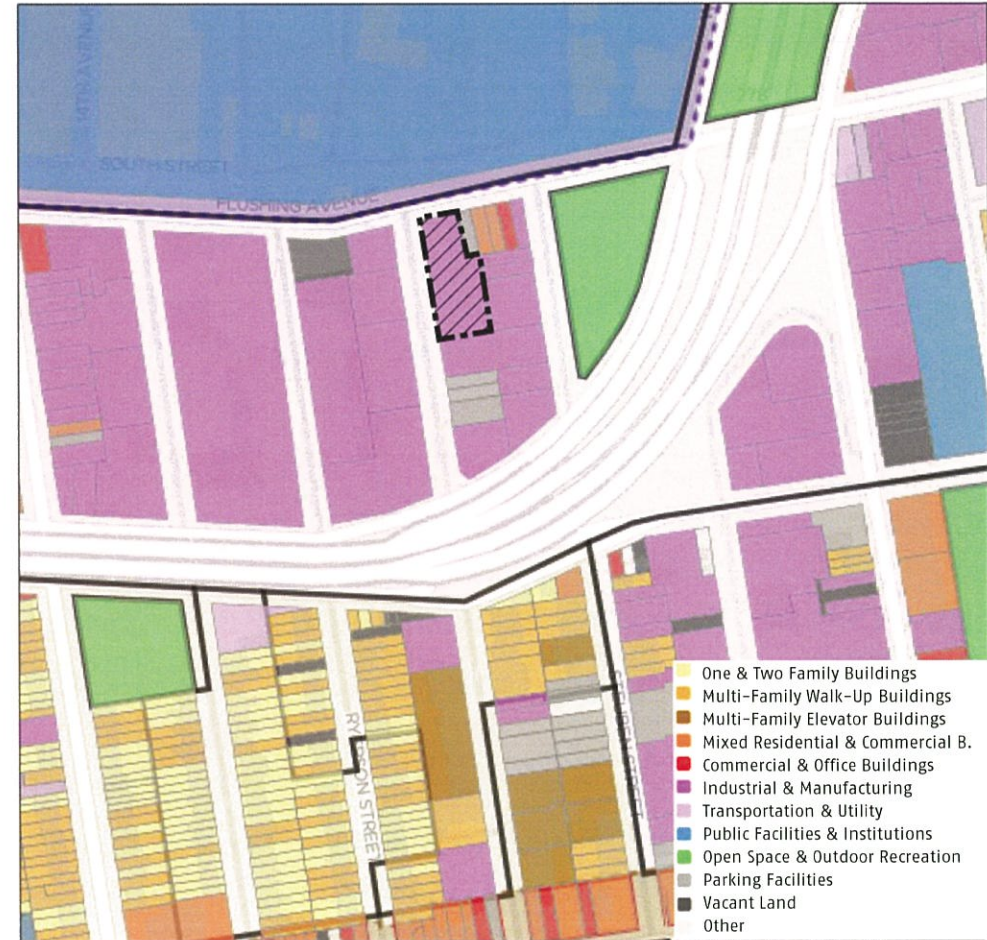 SOUTH STREET
FLUSHING AVENUE
RYERSON STREET
STEUBEN STREET
One & Two Family Buildings
Multi-Family Walk-Up Buildings
Multi-Family Elevator Buildings
Mixed Residential & Commercial B.
Commercial & Office Buildings
Industrial & Manufacturing
Transportation & Utility
Public Facilities & Institutions
Open Space & Outdoor Recreation
Parking Facilities
Vacant Land
Other